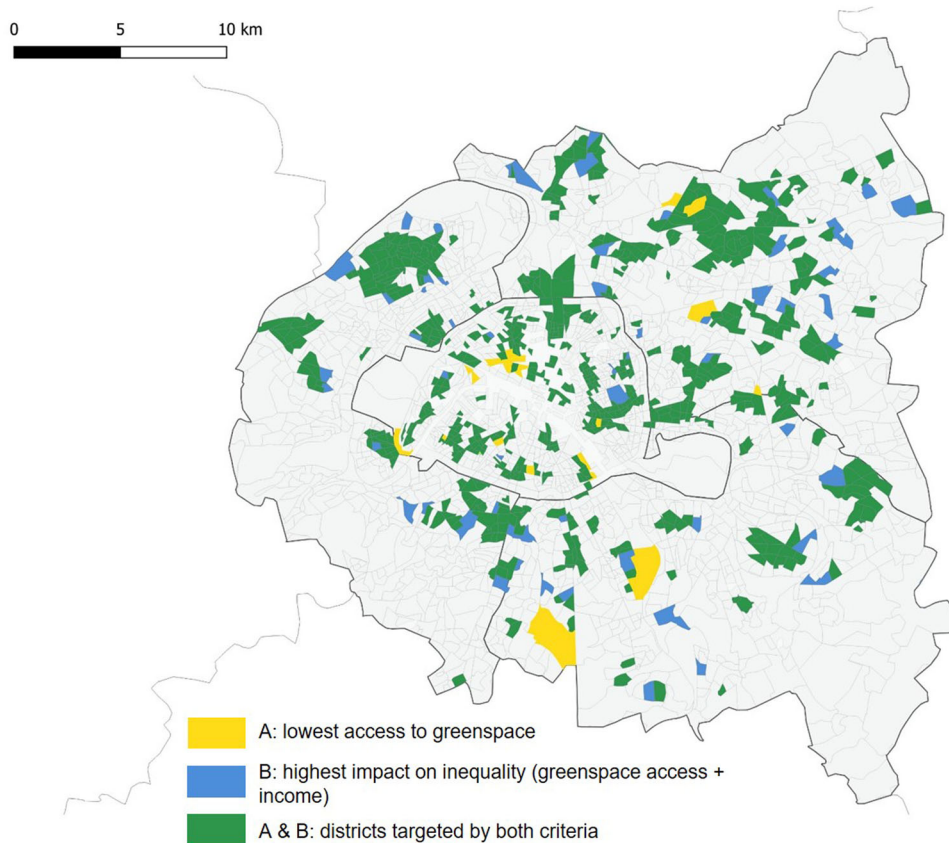 0 5 10 km
A: lowest access to greenspace
B: highest impact on inequality (greenspace access +
income)
A & B: districts targeted by both criteria